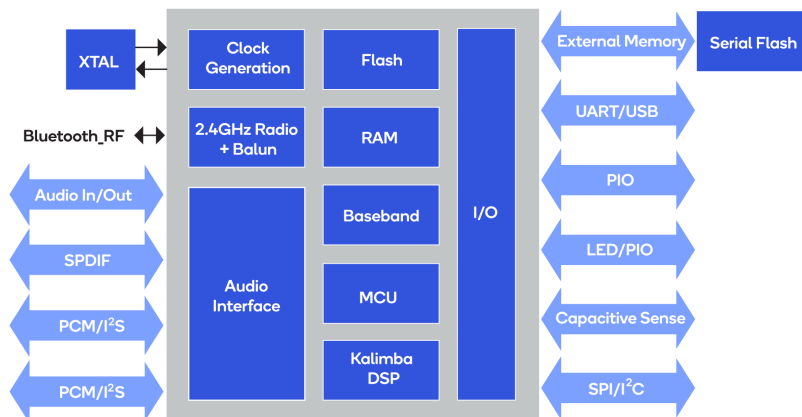 XTAL
Bluetooth_RF
Audio In/Out
SPDIF
PCM/I²S
PCM/I²S
Clock
Generation
2.4GHz Radio
+ Balun
Audio
Interface
Flash
RAM
Baseband
MCU
Kalimba
DSP
I/O
External Memory
UART/USB
PIO
LED/PIO
Capacitive Sense
SPI/I²C
Serial Flash